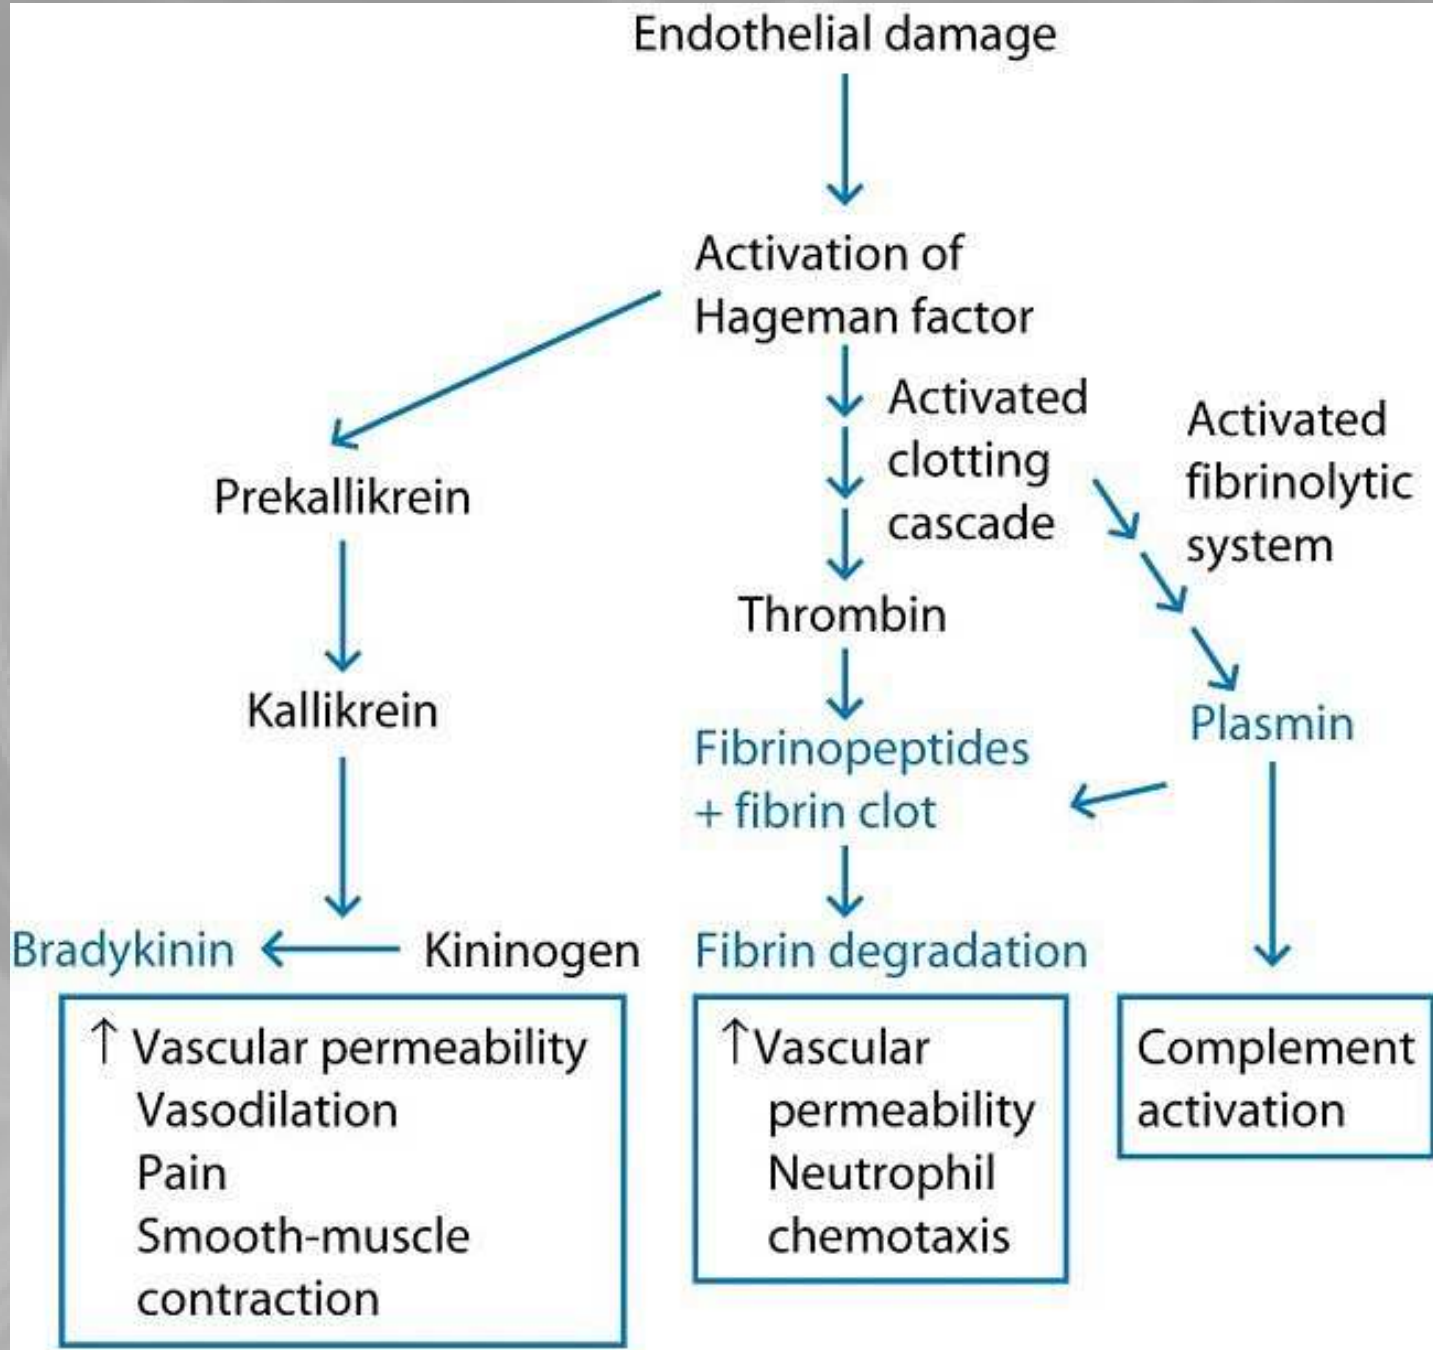 Endothelial damage
Activation of
Hageman factor
Activated
clotting
cascade
Activated
fibrinolytic
system
Prekallikrein
Thrombin
Kallikrein
Plasmin
Fibrinopeptides
+ fibrin clot
Bradykinin
Kininogen
Fibrin degradation
↑ Vascular permeability
Vasodilation
Pain
Smooth-muscle
contraction
↑Vascular
permeability
Neutrophil
chemotaxis
Complement
activation